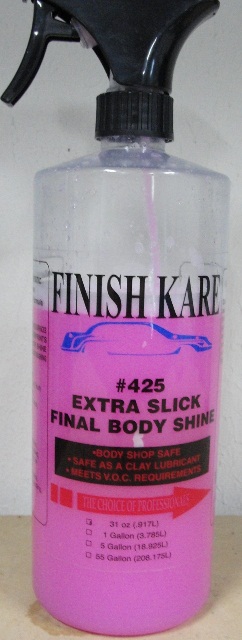 FINISH KARE
#425
EXTRA SLICK
FINAL BODY SHINE
•BODY SHOP SAFE
•SAFE AS A CLAY LUBRICANT
•MEETS V.O.C. REQUIREMENTS
THE CHOICE OF PROFESSIONALS
31 oz (.917L)
1 Gallon (3.785L)
5 Gallon (18.925L)
55 Gallon (208.175L)